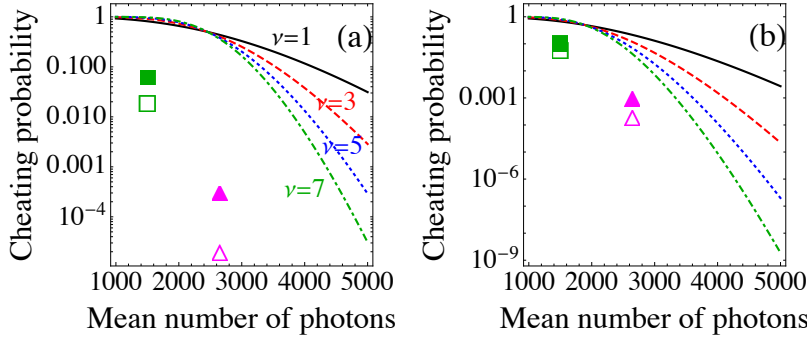 1
0.100
0.010
0.001
10⁻⁴
Cheating probability
ν=1
(a)
ν=3
ν=5
ν=7
1000 2000 3000 4000 5000
Mean number of photons
1
0.001
10⁻⁶
10⁻⁹
Cheating probability
(b)
1000 2000 3000 4000 5000
Mean number of photons